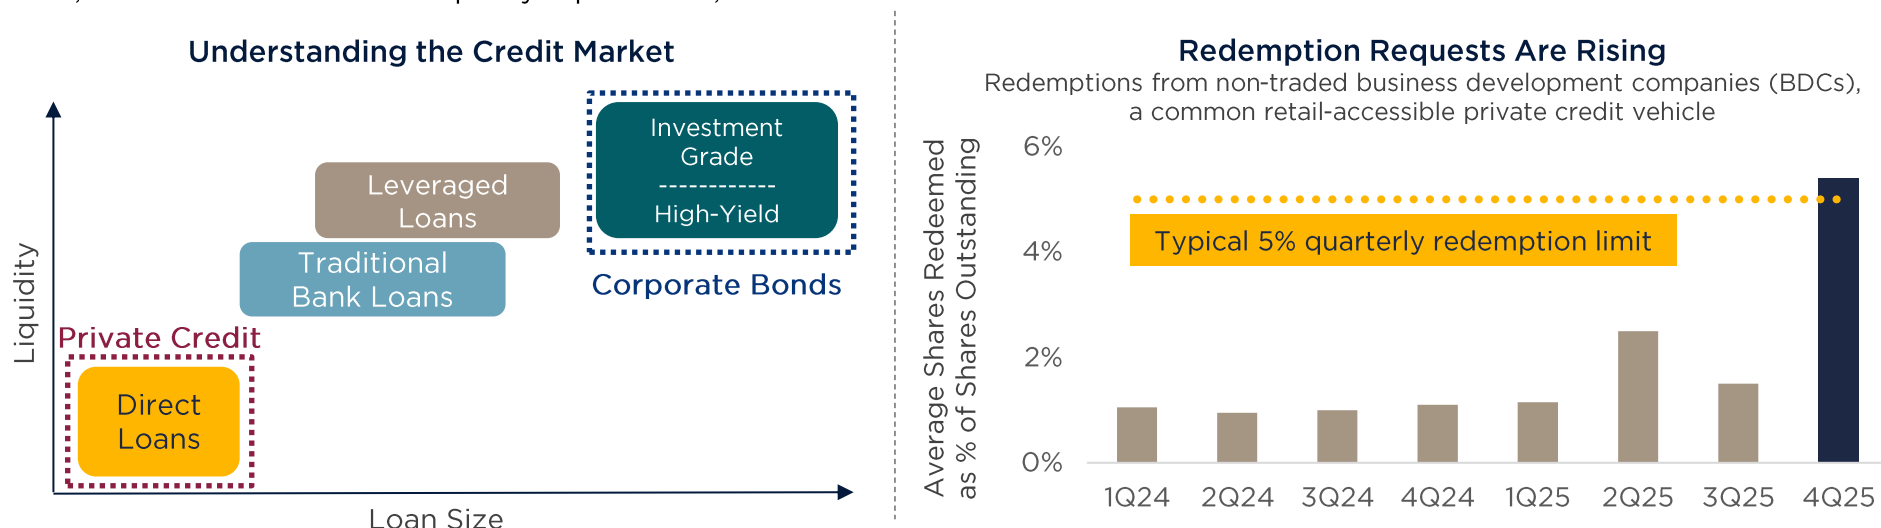 Understanding the Credit Market
Liquidity
Investment
Grade
------------
High-Yield
Leveraged
Loans
Traditional
Bank Loans
Corporate Bonds
Private Credit
Direct
Loans
Loan Size
Redemption Requests Are Rising
Redemptions from non-traded business development companies (BDCs),
a common retail-accessible private credit vehicle
Average Shares Redeemed
as % of Shares Outstanding
6%
4%
2%
0%
Typical 5% quarterly redemption limit
1Q24 2Q24 3Q24 4Q24 1Q25 2Q25 3Q25 4Q25